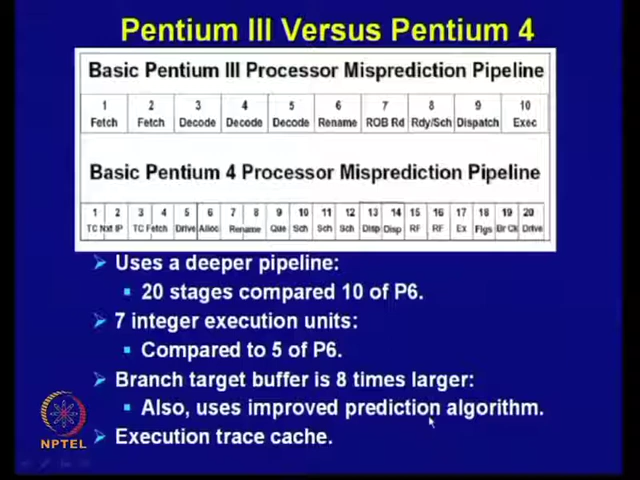 Pentium III Versus Pentium 4
Basic Pentium III Processor Misprediction Pipeline
1 2 3 4 5 6 7 8 9 10
Fetch Fetch Decode Decode Decode Rename ROB Rd Rdy/Sch Dispatch Exec
Basic Pentium 4 Processor Misprediction Pipeline
1 2 3 4 5 6 7 8 9 10 11 12 13 14 15 16 17 18 19 20
TC Nxt IP TC Fetch Drive Alloc Rename Que Sch Sch Sch Disp Disp RF RF Ex Flgs Br Ck Drive
Uses a deeper pipeline:
20 stages compared 10 of P6.
7 integer execution units:
Compared to 5 of P6.
Branch target buffer is 8 times larger:
Also, uses improved prediction algorithm.
Execution trace cache.
NPTEL